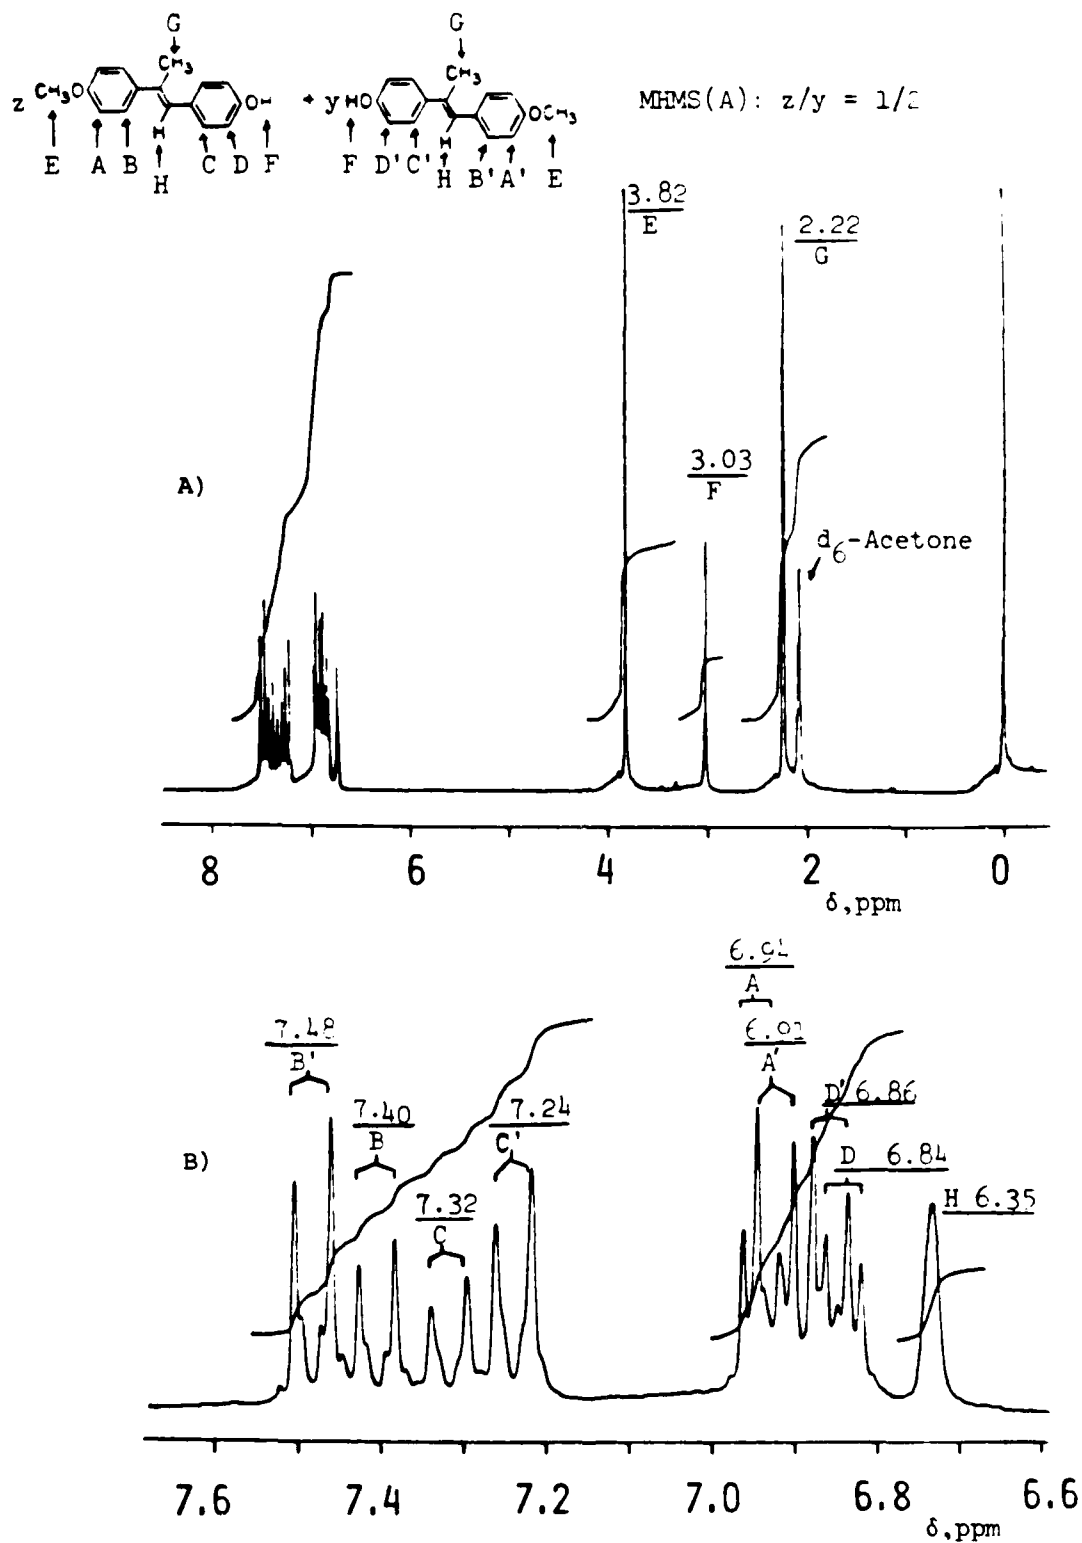 G
G
CH₃
CH₃
z CH₃O
OH
+ y HO
OCH₃
MHMS(A): z/y = 1/2
E A B H C D F
F D' C' H B' A' E
3.82
E
2.22
G
3.03
F
A)
d6-Acetone
8 6 4 2 0
δ,ppm
6.94
A
7.48
B'
6.91
A'
7.40
B
7.24
C'
D' 6.86
B)
D 6.84
7.32
C
H 6.35
7.6 7.4 7.2 7.0 6.8 6.6
δ,ppm